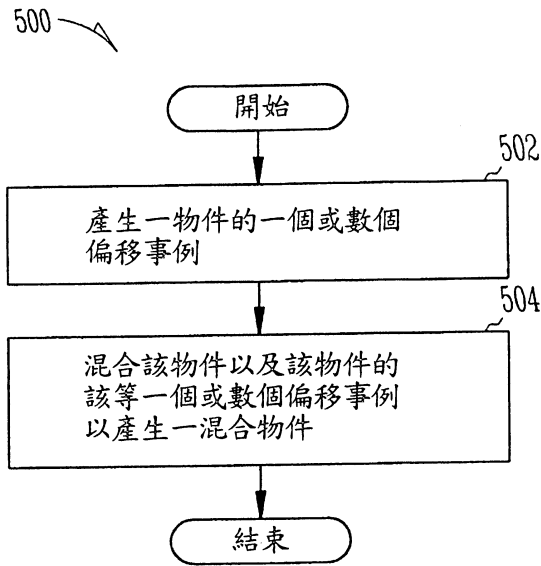 500
開始
502
產生一物件的一個或數個
偏移事例
504
混合該物件以及該物件的
該等一個或數個偏移事例
以產生一混合物件
結束